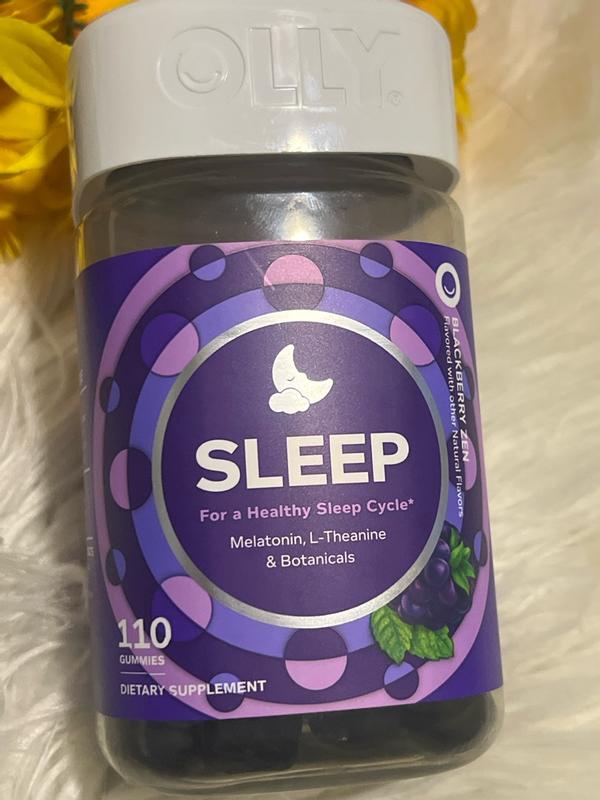 OLLY
BLACKBERRY ZEN
Flavored with other Natural Flavors
SLEEP
For a Healthy Sleep Cycle*
Melatonin, L-Theanine
& Botanicals
110
GUMMIES
DIETARY SUPPLEMENT